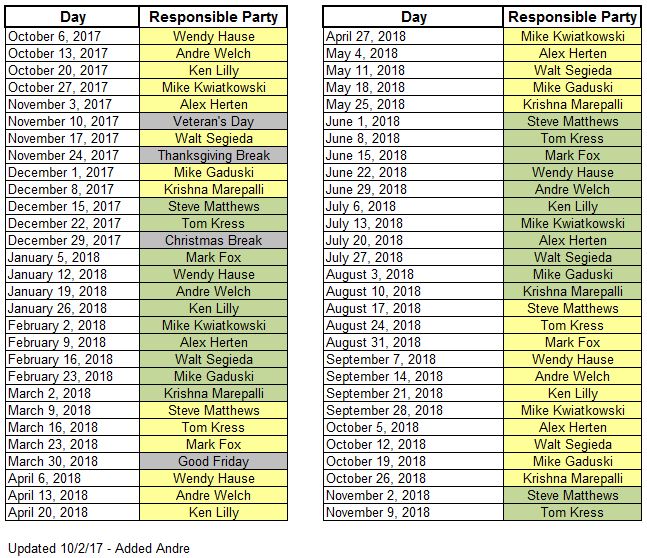 Day Responsible Party
October 6, 2017 Wendy Hause
October 13, 2017 Andre Welch
October 20, 2017 Ken Lilly
October 27, 2017 Mike Kwiatkowski
November 3, 2017 Alex Herten
November 10, 2017 Veteran's Day
November 17, 2017 Walt Segieda
November 24, 2017 Thanksgiving Break
December 1, 2017 Mike Gaduski
December 8, 2017 Krishna Marepalli
December 15, 2017 Steve Matthews
December 22, 2017 Tom Kress
December 29, 2017 Christmas Break
January 5, 2018 Mark Fox
January 12, 2018 Wendy Hause
January 19, 2018 Andre Welch
January 26, 2018 Ken Lilly
February 2, 2018 Mike Kwiatkowski
February 9, 2018 Alex Herten
February 16, 2018 Walt Segieda
February 23, 2018 Mike Gaduski
March 2, 2018 Krishna Marepalli
March 9, 2018 Steve Matthews
March 16, 2018 Tom Kress
March 23, 2018 Mark Fox
March 30, 2018 Good Friday
April 6, 2018 Wendy Hause
April 13, 2018 Andre Welch
April 20, 2018 Ken Lilly
Day Responsible Party
April 27, 2018 Mike Kwiatkowski
May 4, 2018 Alex Herten
May 11, 2018 Walt Segieda
May 18, 2018 Mike Gaduski
May 25, 2018 Krishna Marepalli
June 1, 2018 Steve Matthews
June 8, 2018 Tom Kress
June 15, 2018 Mark Fox
June 22, 2018 Wendy Hause
June 29, 2018 Andre Welch
July 6, 2018 Ken Lilly
July 13, 2018 Mike Kwiatkowski
July 20, 2018 Alex Herten
July 27, 2018 Walt Segieda
August 3, 2018 Mike Gaduski
August 10, 2018 Krishna Marepalli
August 17, 2018 Steve Matthews
August 24, 2018 Tom Kress
August 31, 2018 Mark Fox
September 7, 2018 Wendy Hause
September 14, 2018 Andre Welch
September 21, 2018 Ken Lilly
September 28, 2018 Mike Kwiatkowski
October 5, 2018 Alex Herten
October 12, 2018 Walt Segieda
October 19, 2018 Mike Gaduski
October 26, 2018 Krishna Marepalli
November 2, 2018 Steve Matthews
November 9, 2018 Tom Kress
Updated 10/2/17 - Added Andre